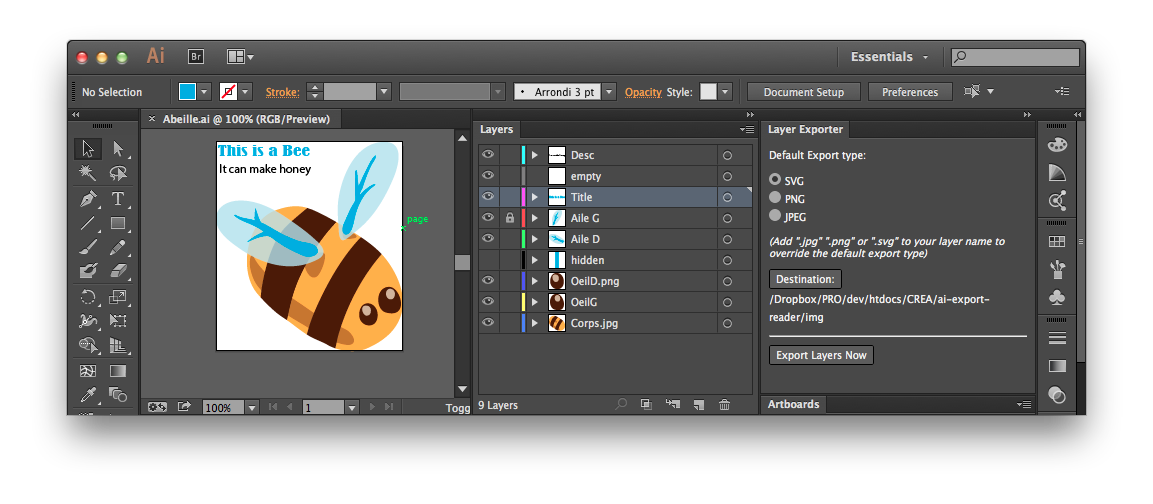 Ai
Br
Essentials
No Selection
Stroke:
Arrondi 3 pt
Opacity
Style:
Document Setup
Preferences
× Abeille.ai @ 100% (RGB/Preview)
This is a Bee
It can make honey
page
100%
1
Togg
Layers
Desc
empty
Title
Aile G
Aile D
hidden
OeilD.png
OeilG
Corps.jpg
9 Layers
Layer Exporter
Default Export type:
SVG
PNG
JPEG
(Add ".jpg" ".png" or ".svg" to your layer name to
override the default export type)
Destination:
/Dropbox/PRO/dev/htdocs/CREA/ai-export-
reader/img
Export Layers Now
Artboards